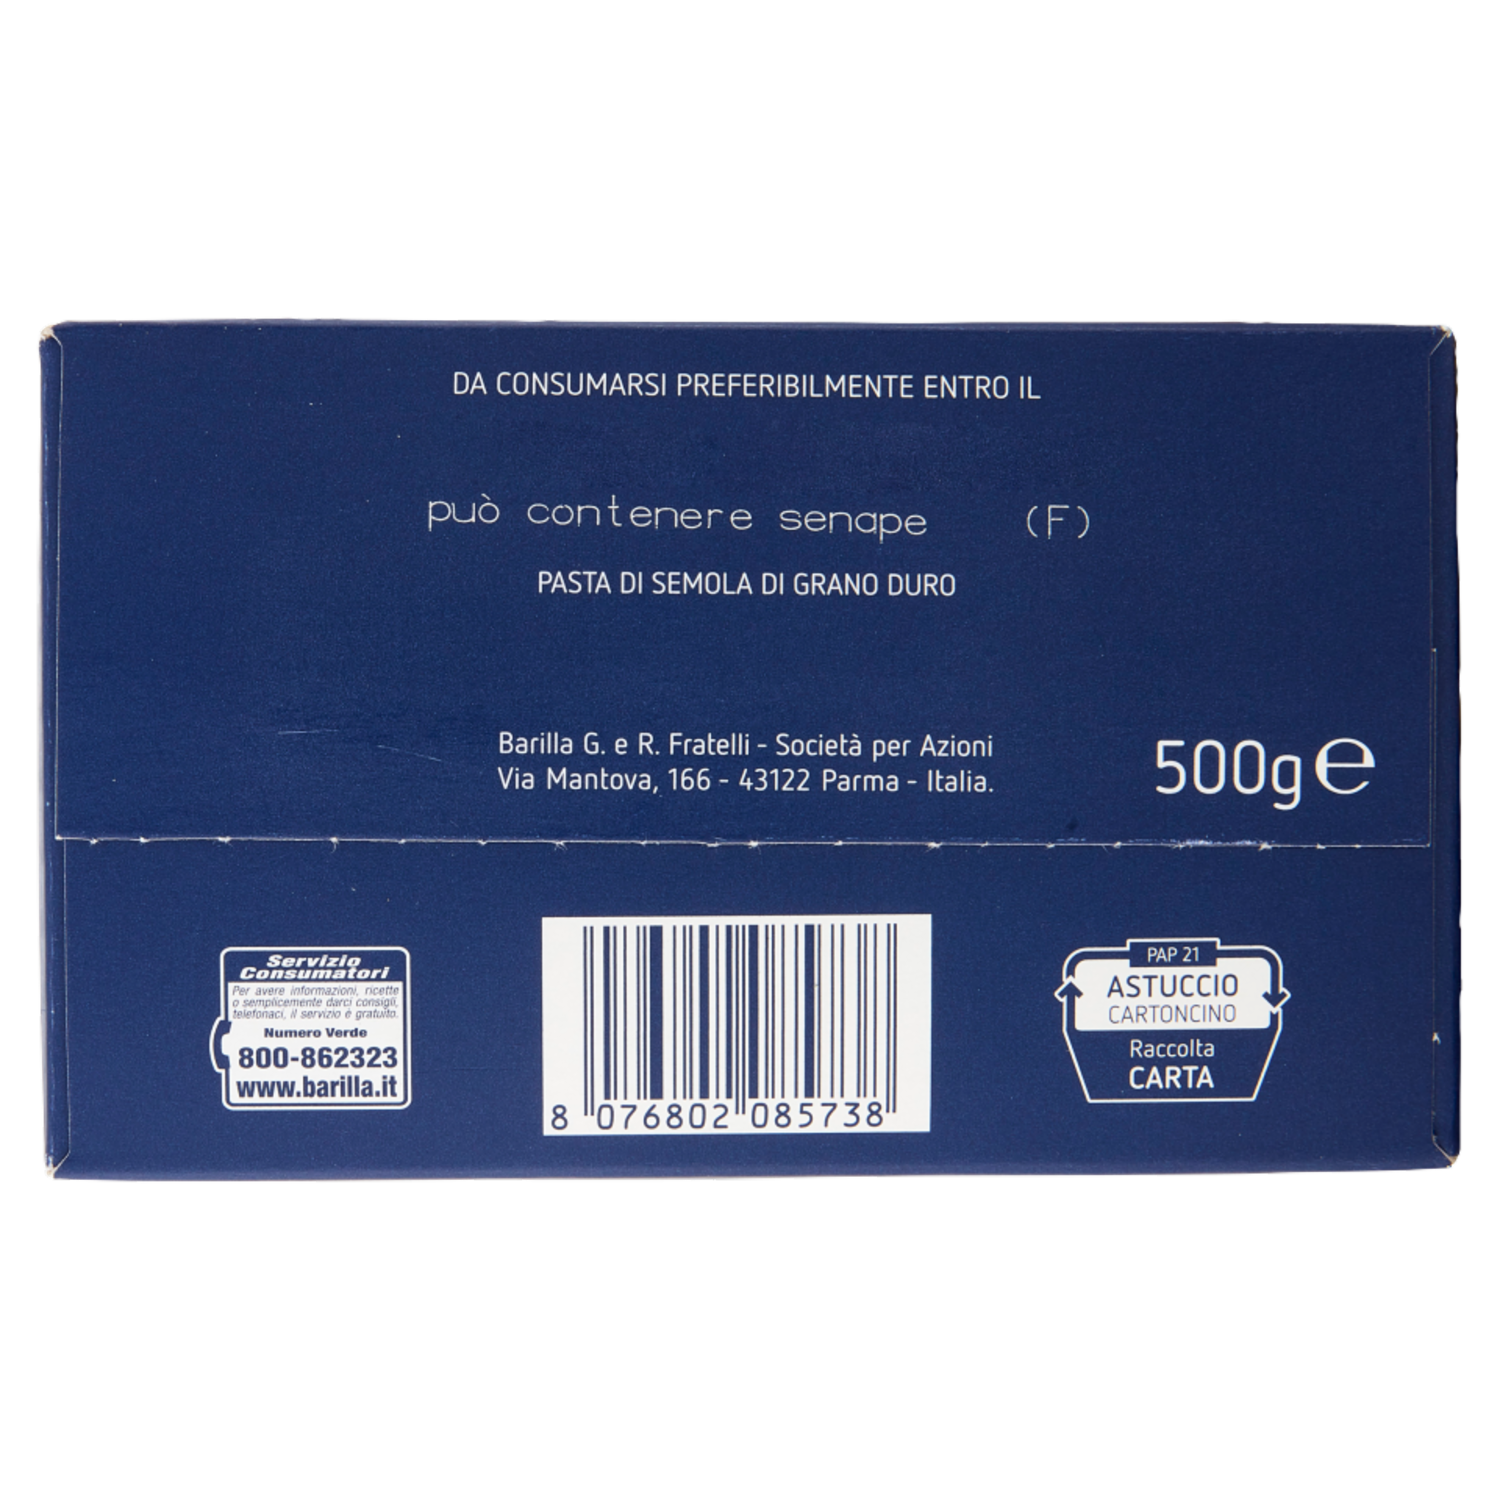 DA CONSUMARSI PREFERIBILMENTE ENTRO IL
può contenere senape (F)
PASTA DI SEMOLA DI GRANO DURO
Barilla G. e R. Fratelli - Società per Azioni
Via Mantova, 166 - 43122 Parma - Italia.
500g ℮
Servizio
Consumatori
Per avere informazioni, ricette
o semplicemente darci consigli,
telefonaci, il servizio è gratuito.
Numero Verde
800-862323
www.barilla.it
8 076802 085738
PAP 21
ASTUCCIO
CARTONCINO
Raccolta
CARTA